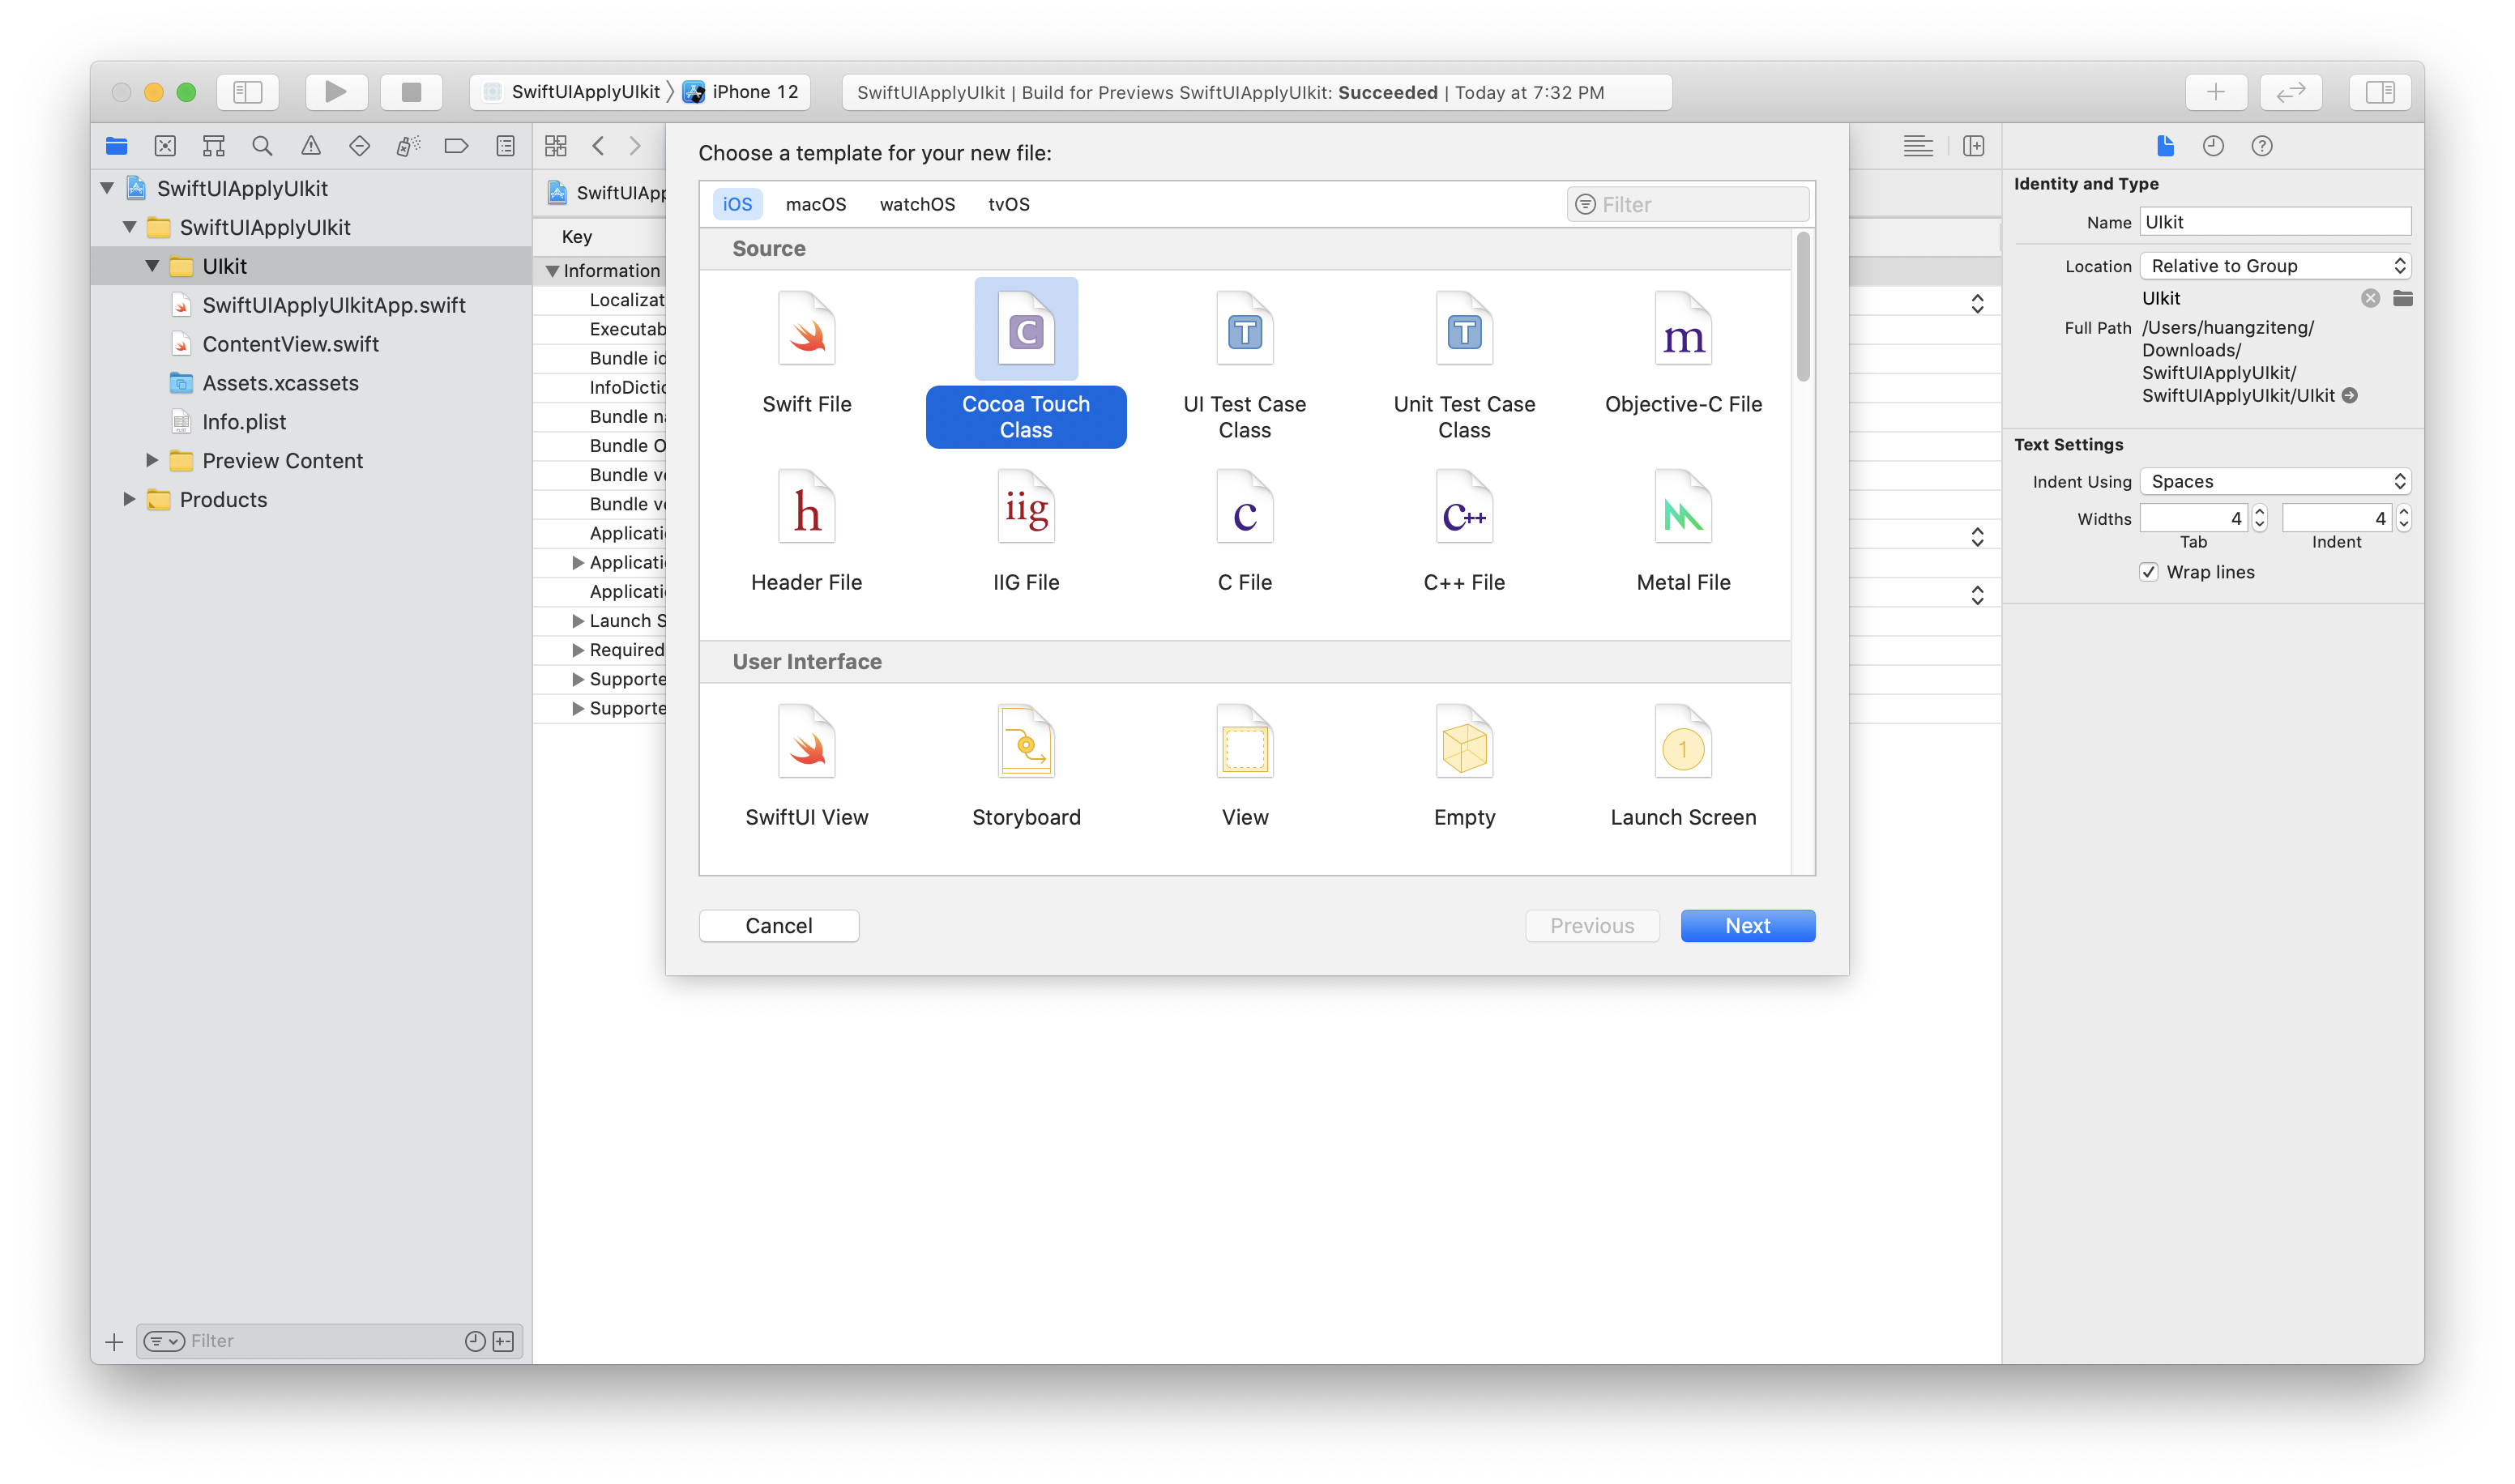 SwiftUIApplyUIkit
iPhone 12
SwiftUIApplyUIkit | Build for Previews SwiftUIApplyUIkit: Succeeded | Today at 7:32 PM
SwiftUIApplyUIkit
SwiftUIApplyUIkit
UIkit
SwiftUIApplyUIkitApp.swift
ContentView.swift
Assets.xcassets
Info.plist
Preview Content
Products
Filter
SwiftUIApp
Key
Information
Localizat
Executab
Bundle id
InfoDictio
Bundle na
Bundle O
Bundle ve
Bundle ve
Applicati
Applicati
Applicati
Launch S
Required
Supporte
Supporte
Choose a template for your new file:
iOS macOS watchOS tvOS
Filter
Source
Swift File
C
Cocoa Touch
Class
T
UI Test Case
Class
T
Unit Test Case
Class
m
Objective-C File
h
Header File
iig
IIG File
c
C File
C++
C++ File
Metal File
User Interface
SwiftUI View
Storyboard
View
Empty
1
Launch Screen
Cancel
Previous
Next
Identity and Type
Name UIkit
Location Relative to Group
UIkit
Full Path /Users/huangziteng/
Downloads/
SwiftUIApplyUIkit/
SwiftUIApplyUIkit/UIkit
Text Settings
Indent Using Spaces
Widths 4 4
Tab Indent
Wrap lines